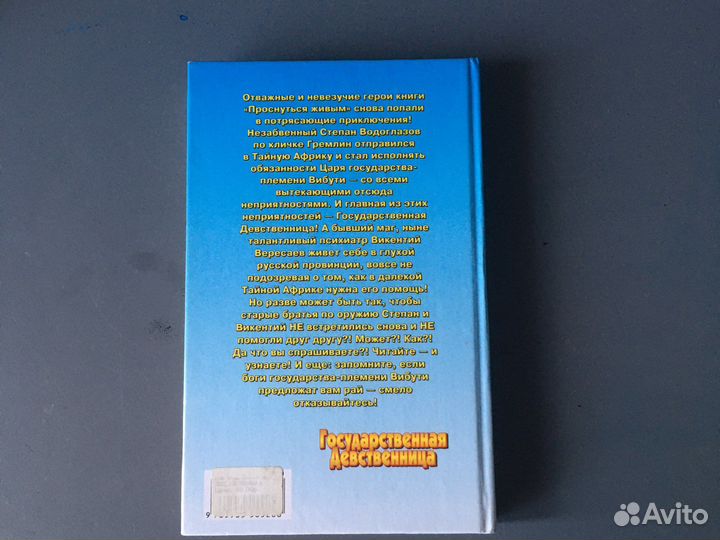 Отважные и невезучие герои книги
«Проснуться живым» снова попали
в потрясающие приключения!
Незабвенный Степан Водоглазов
по кличке Гремлин отправился
в Тайную Африку и стал исполнять
обязанности Царя государства-
племени Вибути — со всеми
вытекающими отсюда
неприятностями. И главная из этих
неприятностей — Государственная
Девственница! А бывший маг, ныне
талантливый психиатр Викентий
Вересаев живет себе в глухой
русской провинции, вовсе не
подозревая о том, как в далекой
Тайной Африке нужна его помощь!
Но разве может быть так, чтобы
старые братья по оружию Степан и
Викентий НЕ встретились снова и НЕ
помогли друг другу?! Может?! Как?!
Да что вы спрашиваете?! Читайте — и
узнаете! И еще: запомните, если
боги государства-племени Вибути
предложат вам рай — смело
отказывайтесь!
Государственная
Девственница
Avito